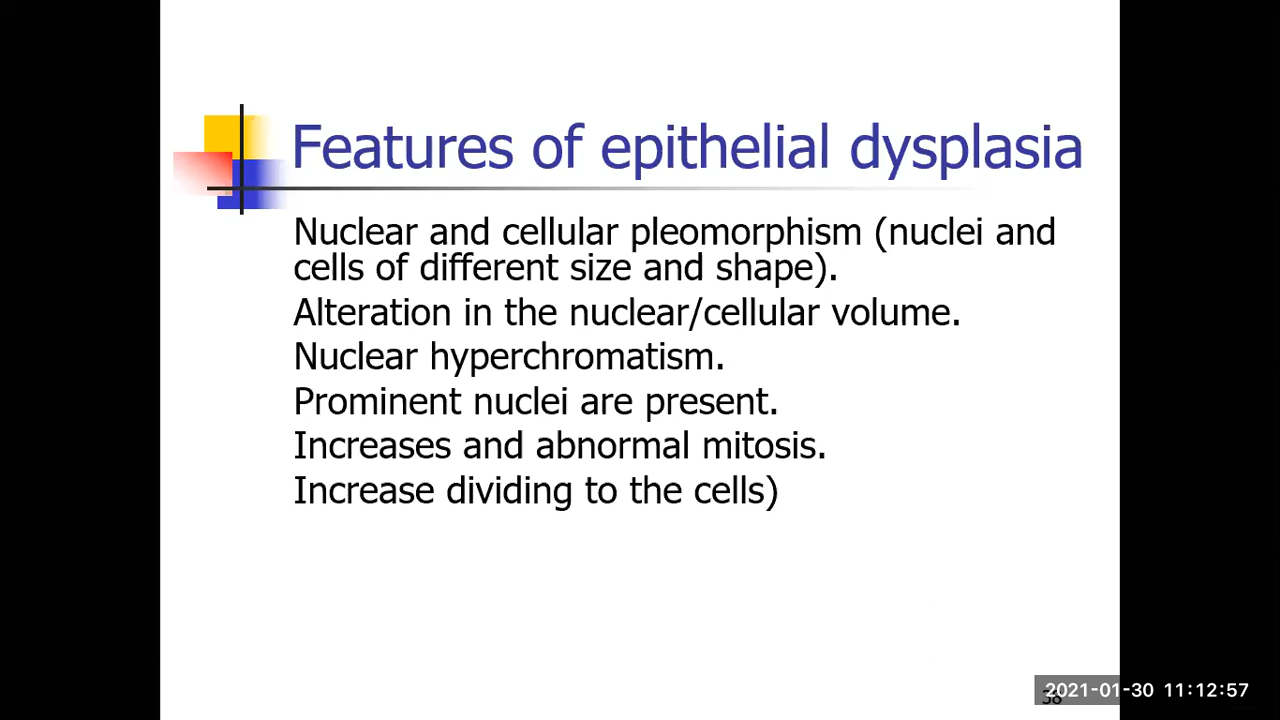 Features of epithelial dysplasia
Nuclear and cellular pleomorphism (nuclei and
cells of different size and shape).
Alteration in the nuclear/cellular volume.
Nuclear hyperchromatism.
Prominent nuclei are present.
Increases and abnormal mitosis.
Increase dividing to the cells)
2021-01-30 11:12:57